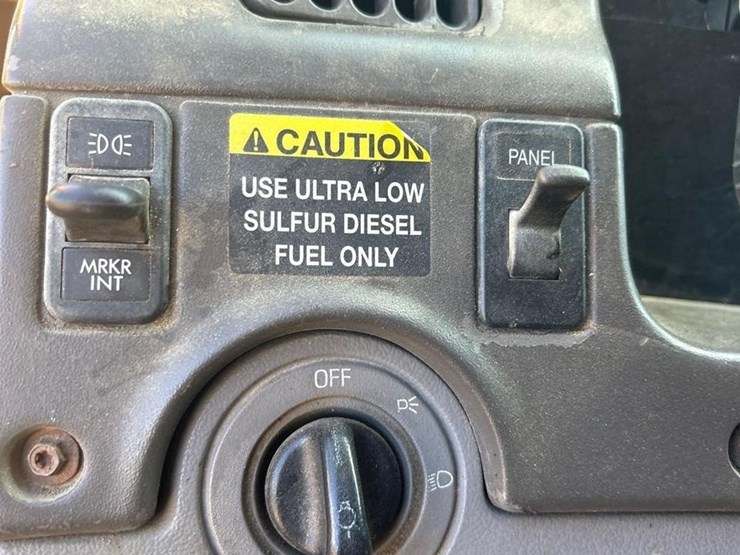 CAUTION
USE ULTRA LOW
SULFUR DIESEL
FUEL ONLY
PANEL
MRKR
INT
OFF